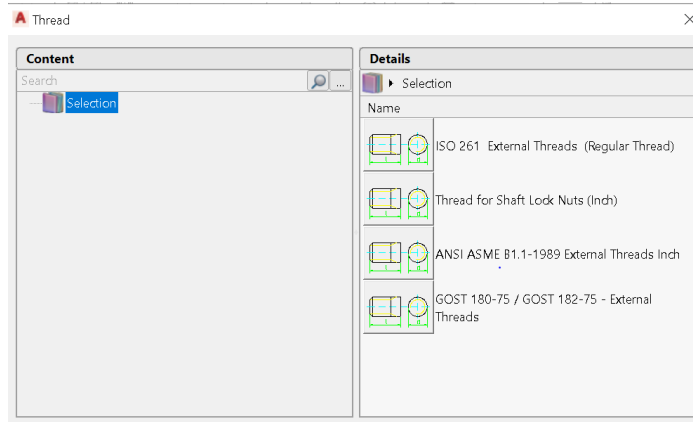 Thread
Content
Search
...
Selection
Details
Selection
Name
ISO 261 External Threads (Regular Thread)
Thread for Shaft Lock Nuts (Inch)
ANSI ASME B1.1-1989 External Threads Inch
GOST 180-75 / GOST 182-75 - External
Threads